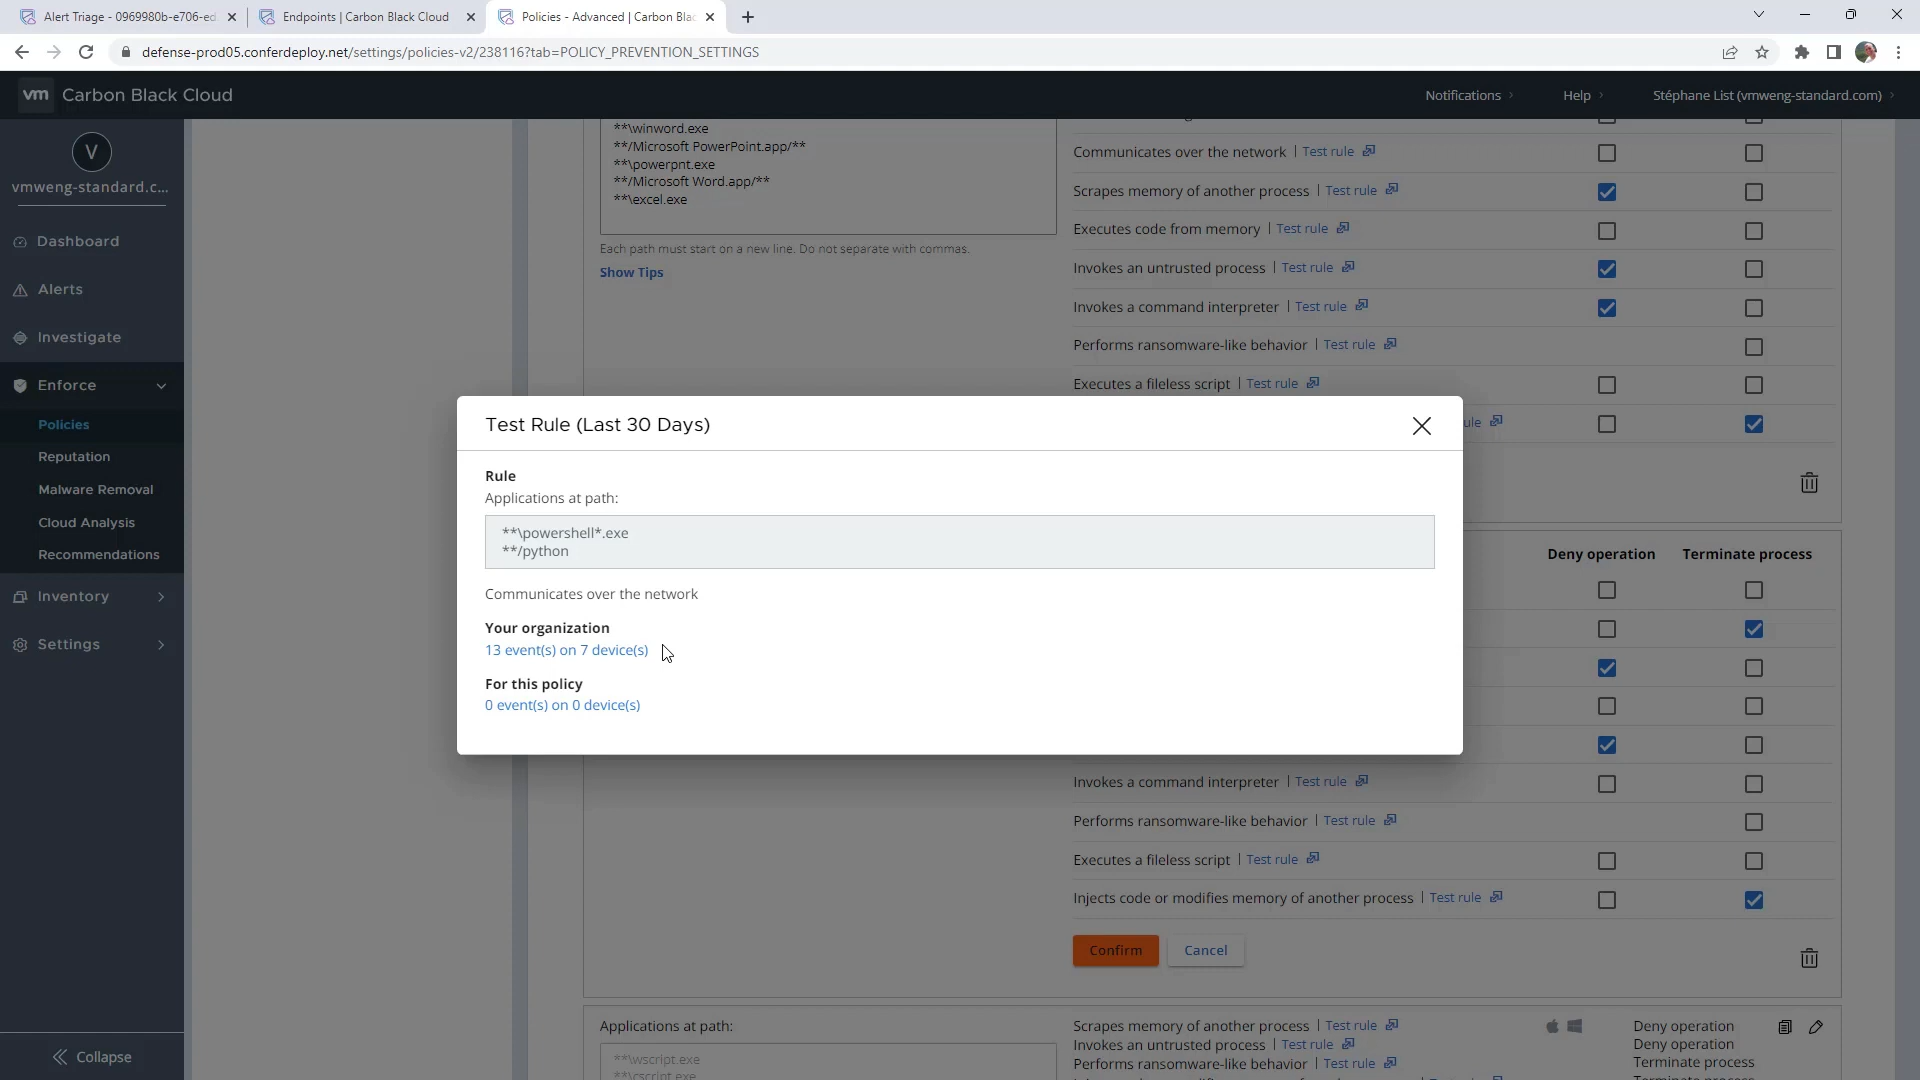 Alert Triage - 0969980b-e706-ed
Endpoints | Carbon Black Cloud
Policies - Advanced | Carbon Blac
defense-prod05.conferdeploy.net/settings/policies-v2/238116?tab=POLICY_PREVENTION_SETTINGS
vm
Carbon Black Cloud
Notifications
Help
Stéphane List (vmweng-standard.com)
V
vmweng-standard.c...
Dashboard
Alerts
Investigate
Enforce
Policies
Reputation
Malware Removal
Cloud Analysis
Recommendations
Inventory
Settings
Collapse
**\winword.exe
**/Microsoft PowerPoint.app/**
**\powerpnt.exe
**/Microsoft Word.app/**
**\excel.exe
Each path must start on a new line. Do not separate with commas.
Show Tips
Communicates over the network | Test rule
Scrapes memory of another process | Test rule
Executes code from memory | Test rule
Invokes an untrusted process | Test rule
Invokes a command interpreter | Test rule
Performs ransomware-like behavior | Test rule
Executes a fileless script | Test rule
ule
Test Rule (Last 30 Days)
Rule
Applications at path:
**\powershell*.exe
**/python
Communicates over the network
Your organization
13 event(s) on 7 device(s)
For this policy
0 event(s) on 0 device(s)
Deny operation
Terminate process
Invokes a command interpreter | Test rule
Performs ransomware-like behavior | Test rule
Executes a fileless script | Test rule
Injects code or modifies memory of another process | Test rule
Confirm
Cancel
Applications at path:
**\wscript.exe
**\cscript.exe
Scrapes memory of another process | Test rule
Invokes an untrusted process | Test rule
Performs ransomware-like behavior | Test rule
Deny operation
Deny operation
Terminate process